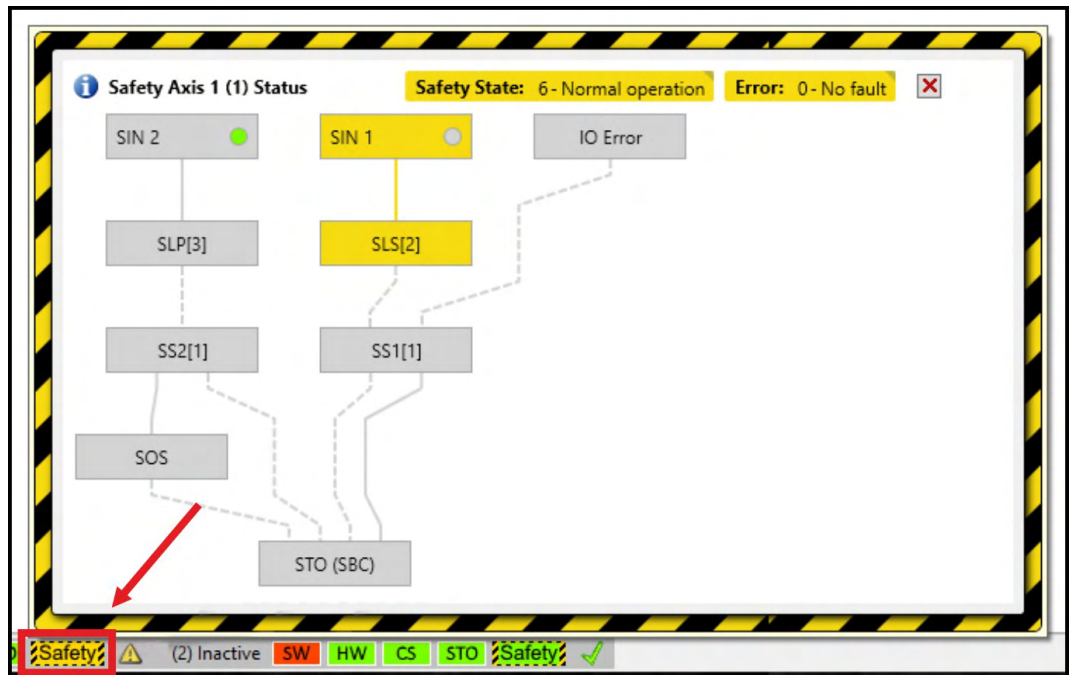 Safety Axis 1 (1) Status
Safety State: 6 - Normal operation
Error: 0 - No fault
SIN 2
SIN 1
IO Error
SLP[3]
SLS[2]
SS2[1]
SS1[1]
SOS
STO (SBC)
Safety (2) Inactive SW HW CS STO Safety